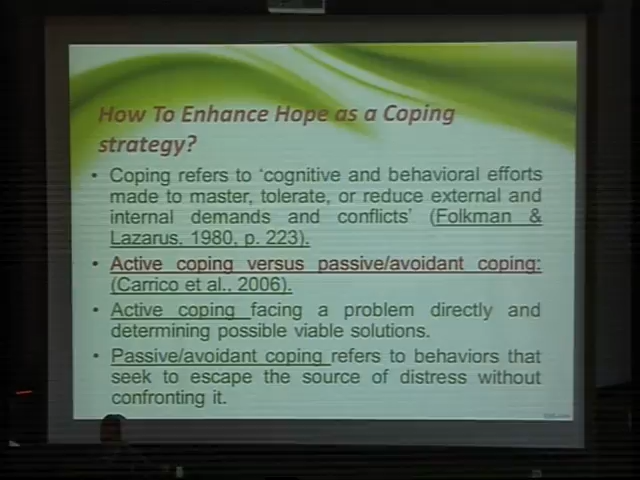 How To Enhance Hope as a Coping
strategy?
• Coping refers to ‘cognitive and behavioral efforts
made to master, tolerate, or reduce external and
internal demands and conflicts’ (Folkman &
Lazarus, 1980, p. 223).
• Active coping versus passive/avoidant coping:
(Carrico et al., 2006).
• Active coping facing a problem directly and
determining possible viable solutions.
• Passive/avoidant coping refers to behaviors that
seek to escape the source of distress without
confronting it.